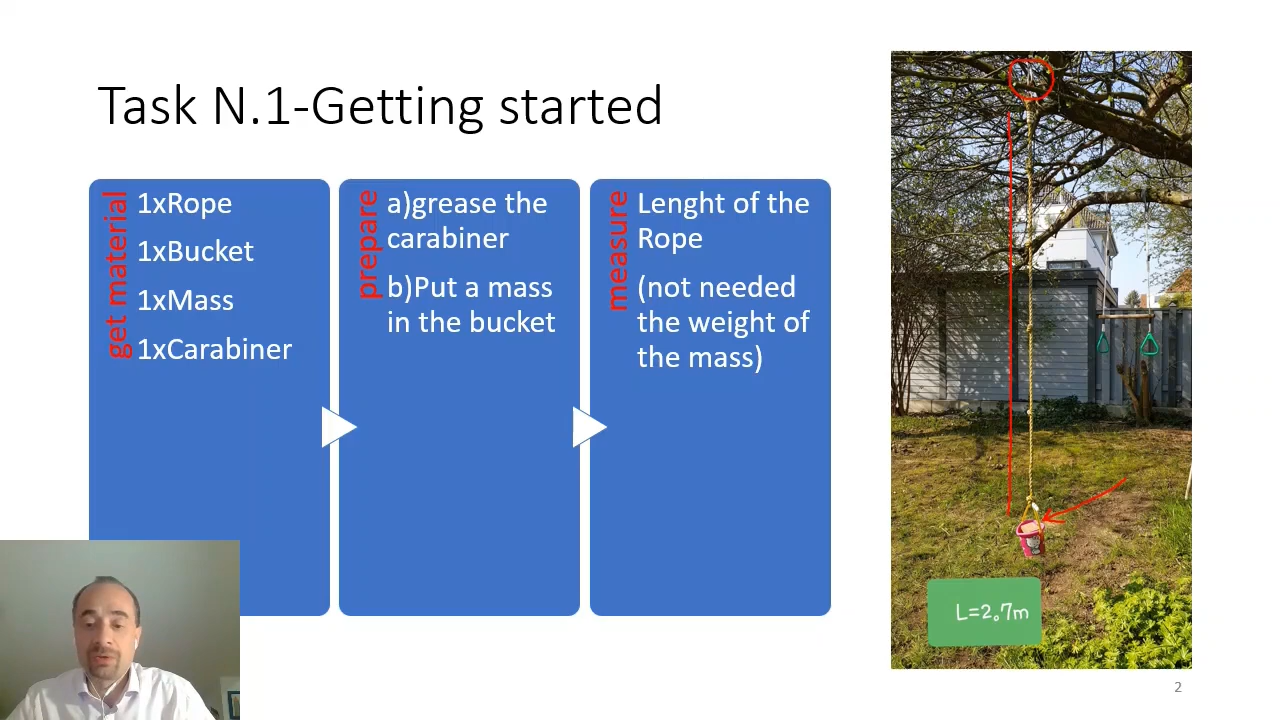 Task N.1-Getting started
get material
1xRope
1xBucket
1xMass
1xCarabiner
prepare
a)grease the
carabiner
b)Put a mass
in the bucket
measure
Lenght of the
Rope
(not needed
the weight of
the mass)
L=2.7m
2